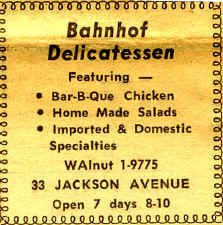 Bahnhof
Delicatessen
Featuring —
• Bar-B-Que Chicken
• Home Made Salads
• Imported & Domestic
Specialties
WAlnut 1-9775
33 JACKSON AVENUE
Open 7 days 8-10